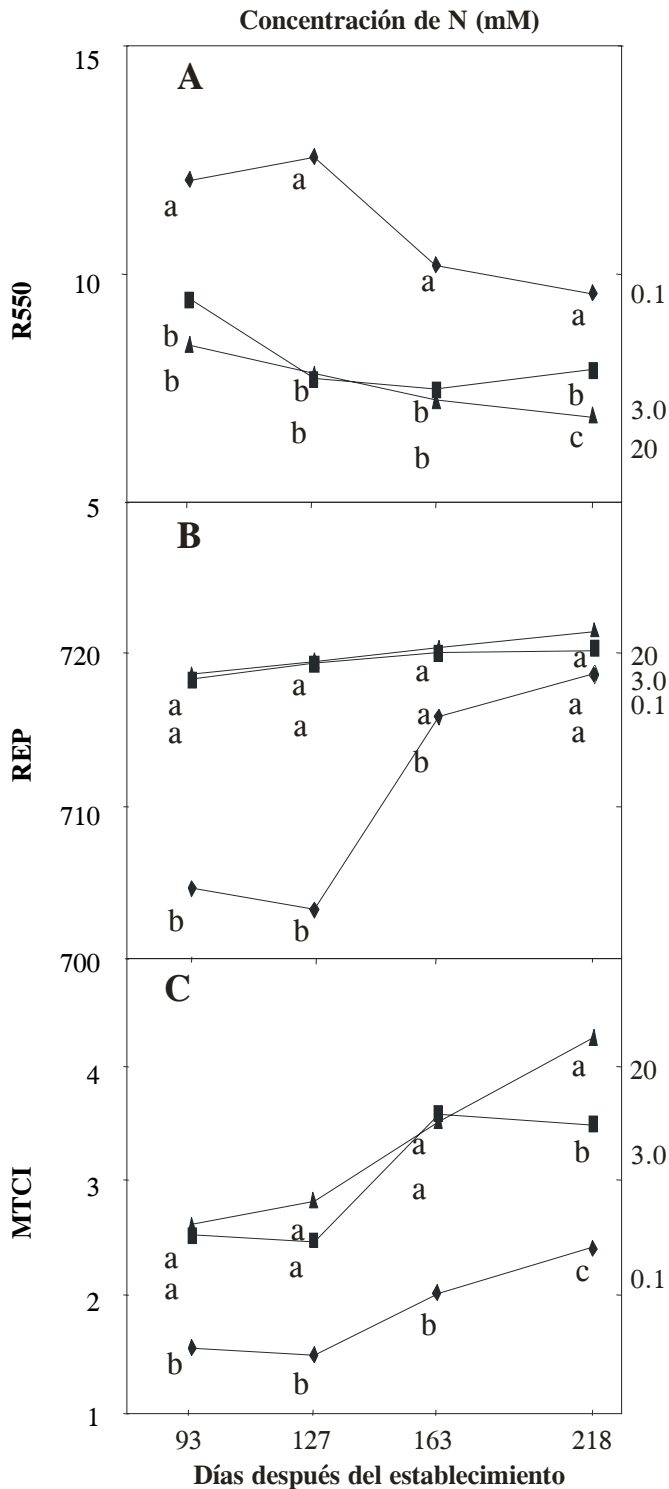 Concentración de N (mM)
15
A
a
a
10
a
0.1
a
R550
b
b
b
b
b
3.0
b
b
c
20
5
B
720
a
20
a
a
3.0
a
a
a
a
0.1
a
a
a
REP
b
710
b
b
700
C
4
a
20
a
b
3.0
3
a
MTCI
a
a
a
a
c
0.1
2
b
b
b
1
93 127 163 218
Días después del establecimiento